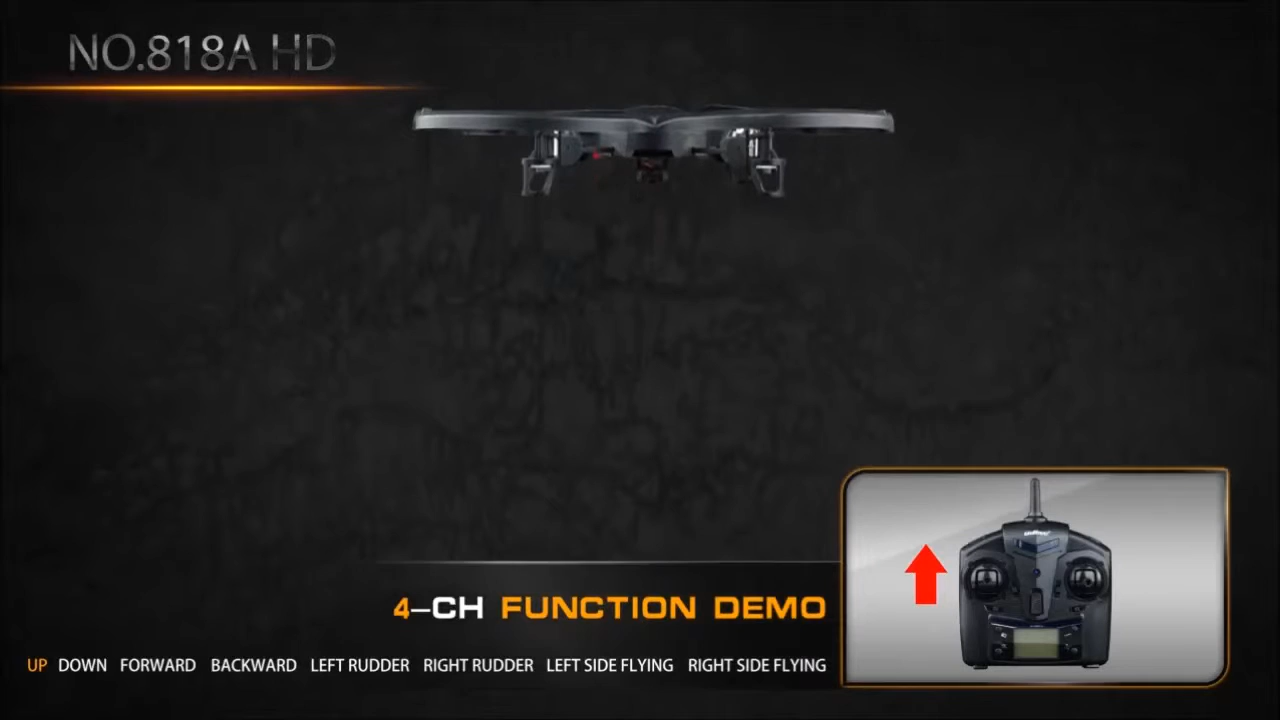 NO.818A HD
4-CH FUNCTION DEMO
UP DOWN FORWARD BACKWARD LEFT RUDDER RIGHT RUDDER LEFT SIDE FLYING RIGHT SIDE FLYING